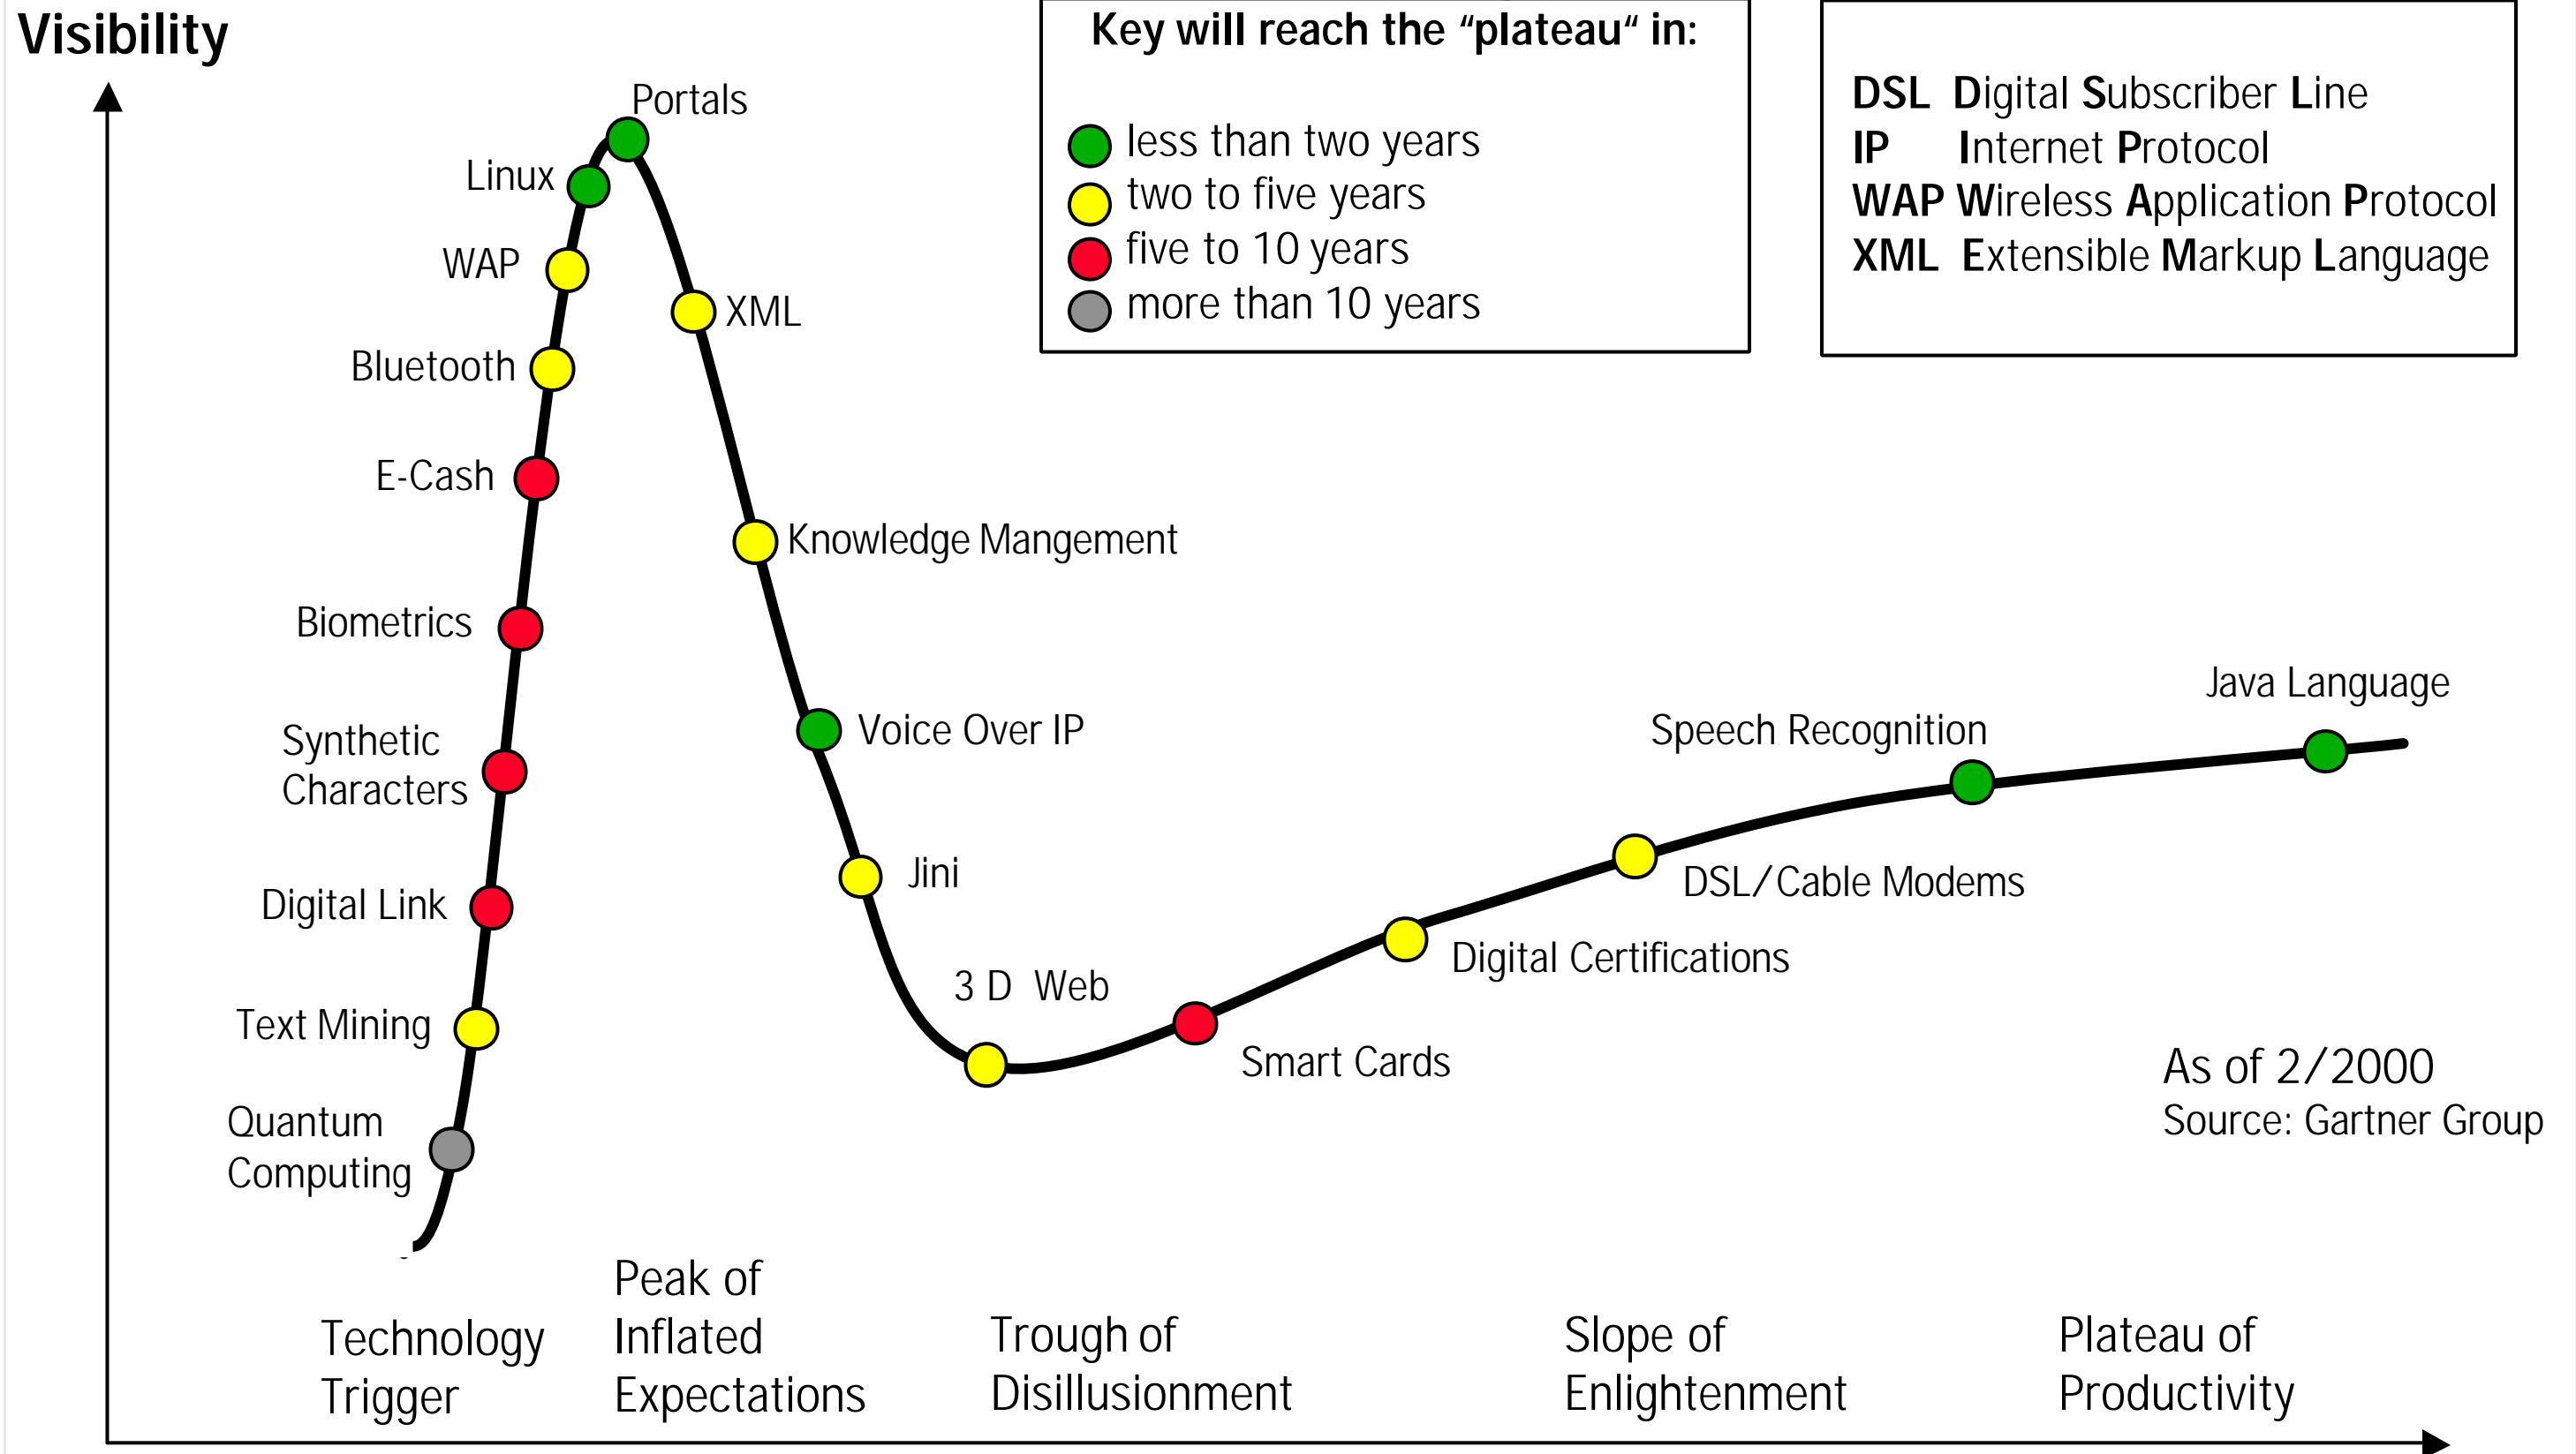 Visibility
Key will reach the “plateau“ in:
less than two years
two to five years
five to 10 years
more than 10 years
DSL Digital Subscriber Line
IP Internet Protocol
WAP Wireless Application Protocol
XML Extensible Markup Language
Portals
Linux
WAP
XML
Bluetooth
E-Cash
Knowledge Mangement
Biometrics
Voice Over IP
Synthetic
Characters
Jini
Digital Link
Text Mining
Quantum
Computing
3 D Web
Smart Cards
Digital Certifications
DSL/Cable Modems
Speech Recognition
Java Language
As of 2/2000
Source: Gartner Group
Technology
Trigger
Peak of
Inflated
Expectations
Trough of
Disillusionment
Slope of
Enlightenment
Plateau of
Productivity